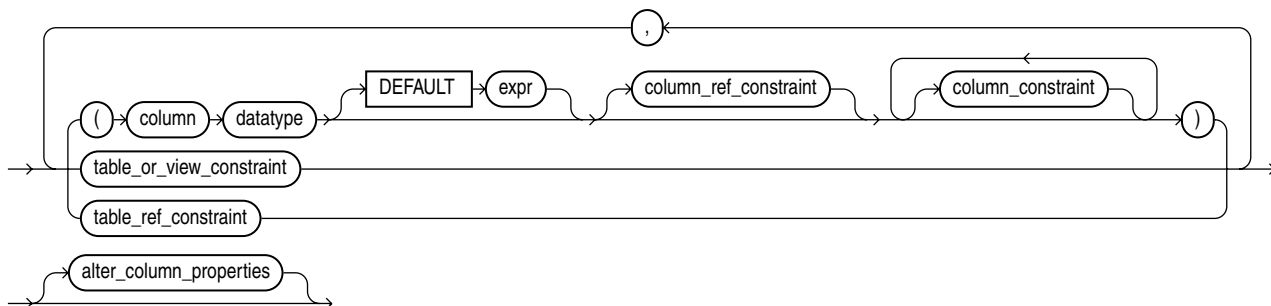 ,
DEFAULT expr column_ref_constraint column_constraint
( column datatype )
table_or_view_constraint
table_ref_constraint
alter_column_properties